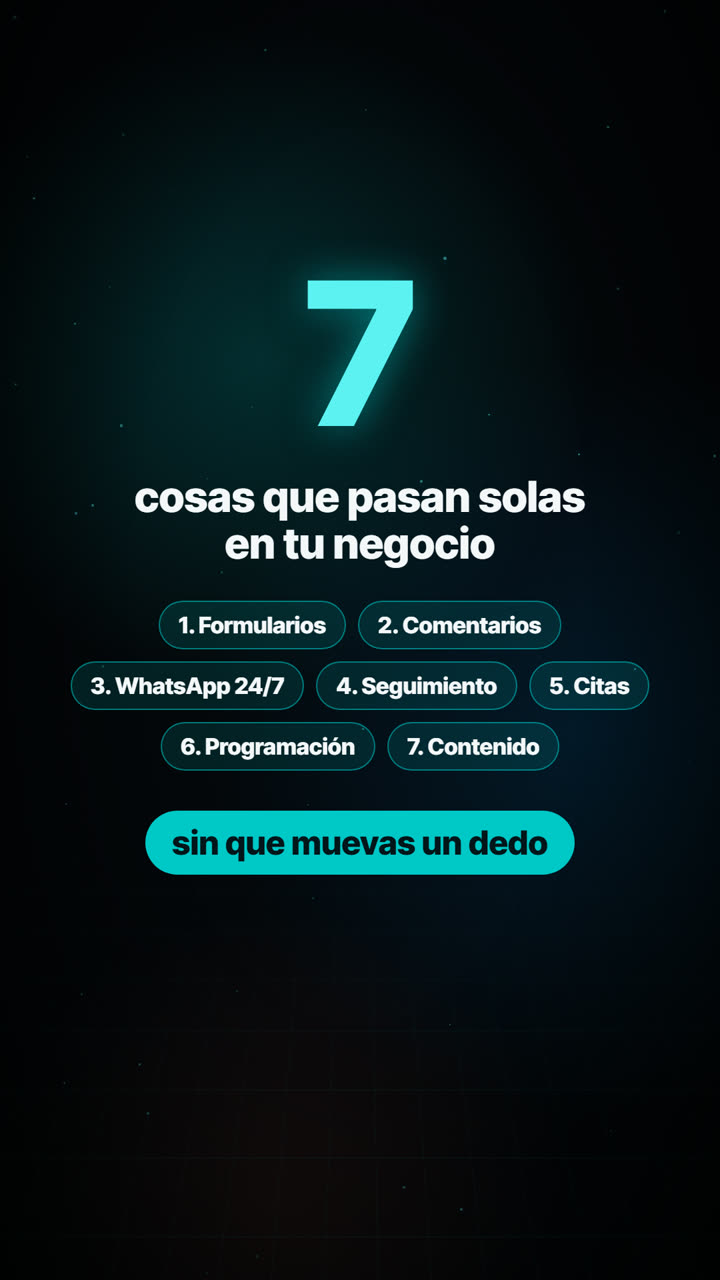 7
cosas que pasan solas
en tu negocio
1. Formularios 2. Comentarios
3. WhatsApp 24/7 4. Seguimiento 5. Citas
6. Programación 7. Contenido
sin que muevas un dedo